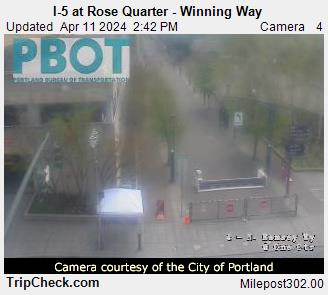 I-5 at Rose Quarter - Winning Way
Updated Apr 11 2024 2:42 PM Camera 4
PBOT
PORTLAND BUREAU OF TRANSPORTATION
Camera courtesy of the City of Portland
TripCheck.com Milepost302.00